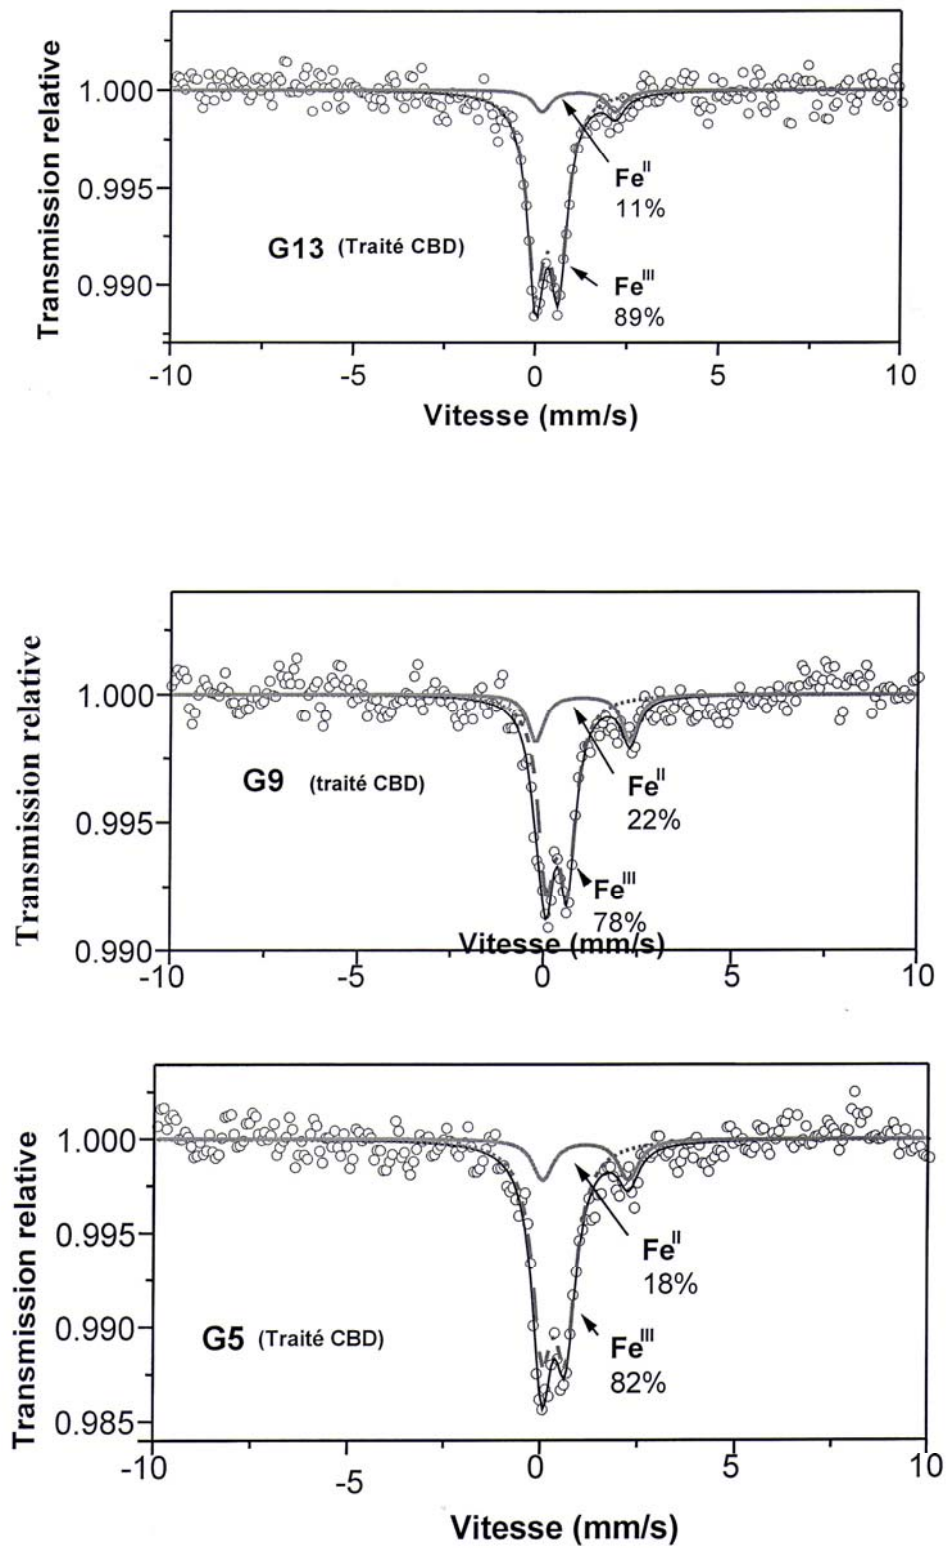 Transmission relative
1.000
0.995
0.990
Fe^II
11%
G13 (Traité CBD)
Fe^III
89%
-10 -5 0 5 10
Vitesse (mm/s)
Transmission relative
1.000
0.995
0.990
Fe^II
22%
G9 (traité CBD)
Fe^III
78%
Vitesse (mm/s)
-10 -5 0 5 10
Transmission relative
1.000
0.995
0.990
0.985
Fe^II
18%
G5 (Traité CBD)
Fe^III
82%
-10 -5 0 5 10
Vitesse (mm/s)